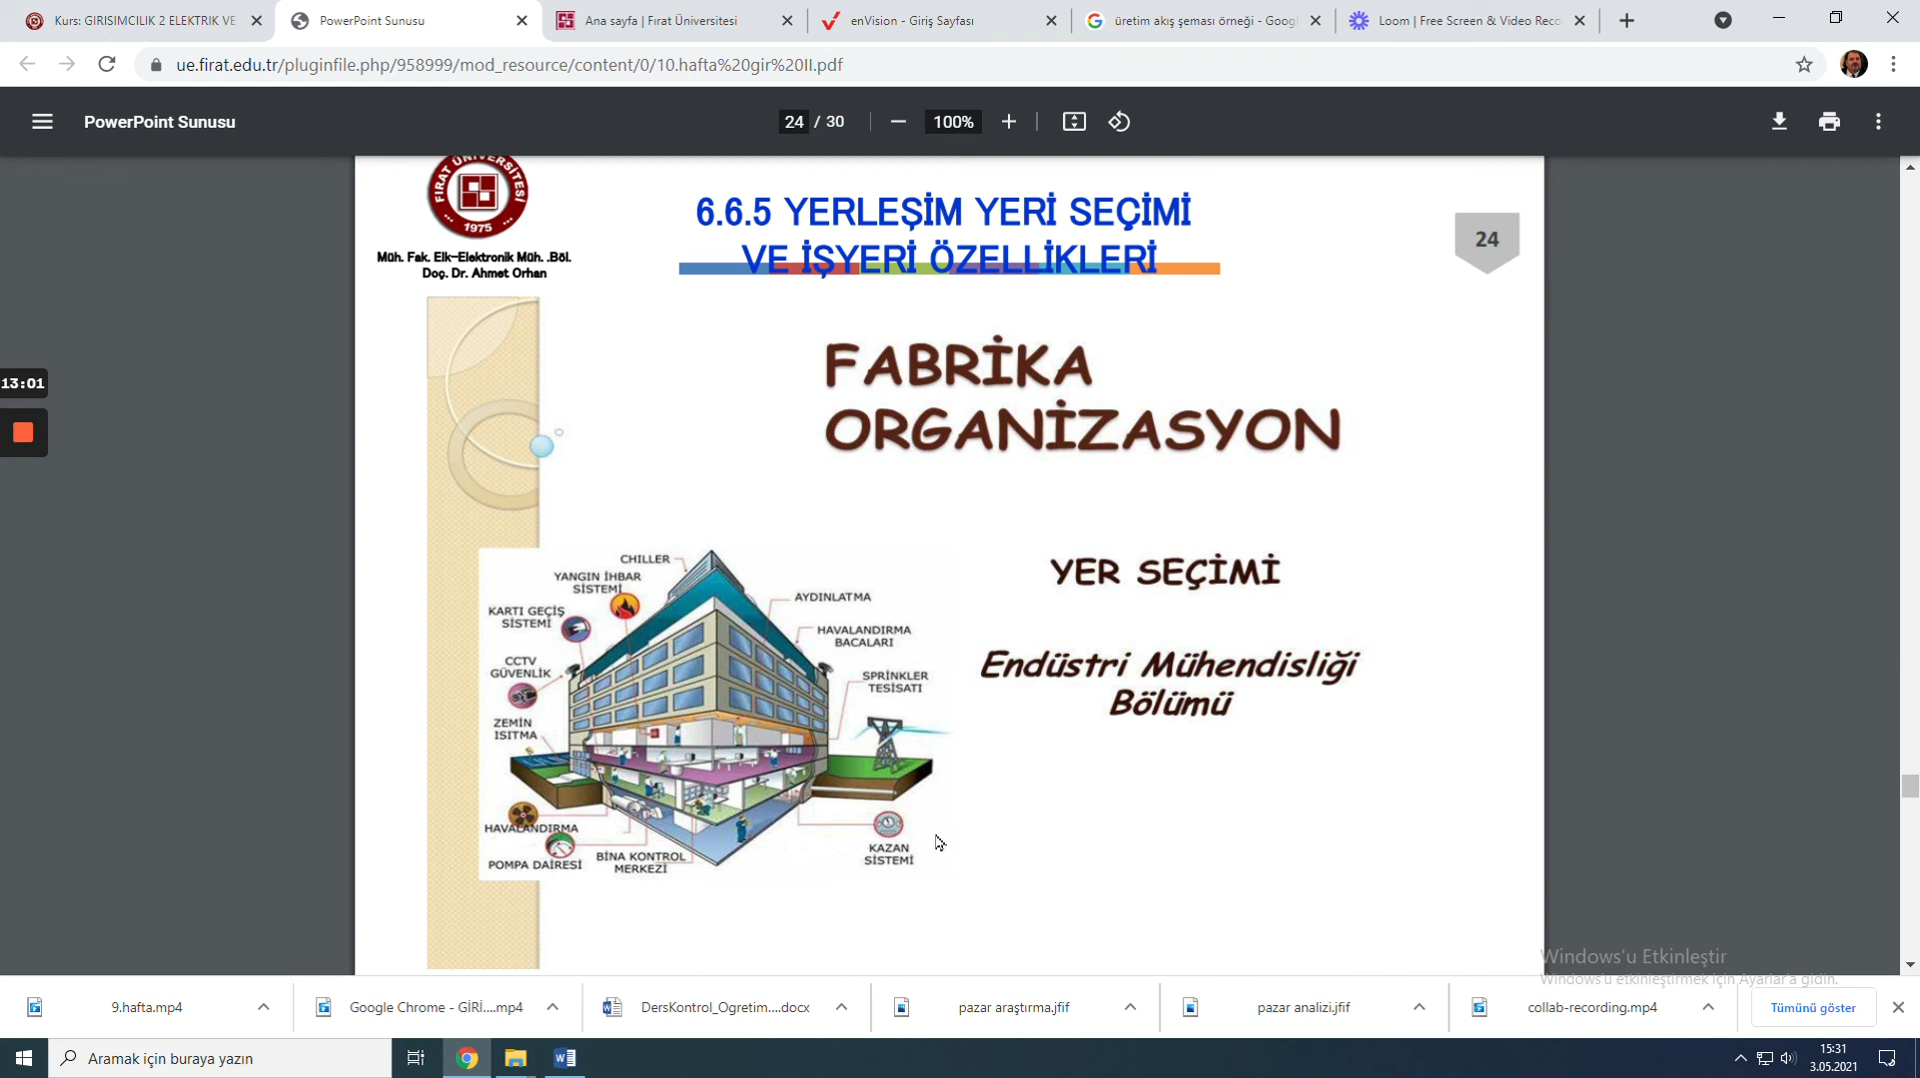 Kurs: GIRISIMCILIK 2 ELEKTRIK VE
PowerPoint Sunusu
Ana sayfa | Fırat Üniversitesi
enVision - Giriş Sayfası
üretim akış şeması örneği - Goog
Loom | Free Screen & Video Reco
ue.firat.edu.tr/pluginfile.php/958999/mod_resource/content/0/10.hafta%20gir%20II.pdf
PowerPoint Sunusu
24 / 30
100%
FIRAT ÜNİVERSİTESİ
1975
Müh. Fak. Elk-Elektronik Müh. .Böl.
Doç. Dr. Ahmet Orhan
6.6.5 YERLEŞİM YERİ SEÇİMİ
VE İŞYERİ ÖZELLİKLERİ
24
13:01
FABRİKA
ORGANİZASYON
YER SEÇİMİ
Endüstri Mühendisliği
Bölümü
CHILLER
YANGIN İHBAR
SİSTEMİ
KARTI GEÇİŞ
SİSTEMİ
CCTV
GÜVENLİK
ZEMİN
ISITMA
HAVALANDIRMA
POMPA DAİRESİ
BİNA KONTROL
MERKEZİ
AYDINLATMA
HAVALANDIRMA
BACALARI
SPRİNKLER
TESİSATI
KAZAN
SİSTEMİ
Windows'u Etkinleştir
Windows'u etkinleştirmek için Ayarlar'a gidin.
9.hafta.mp4
Google Chrome - GİRİ....mp4
DersKontrol_Ogretim....docx
pazar araştırma.jfif
pazar analizi.jfif
collab-recording.mp4
Tümünü göster
Aramak için buraya yazın
15:31
3.05.2021